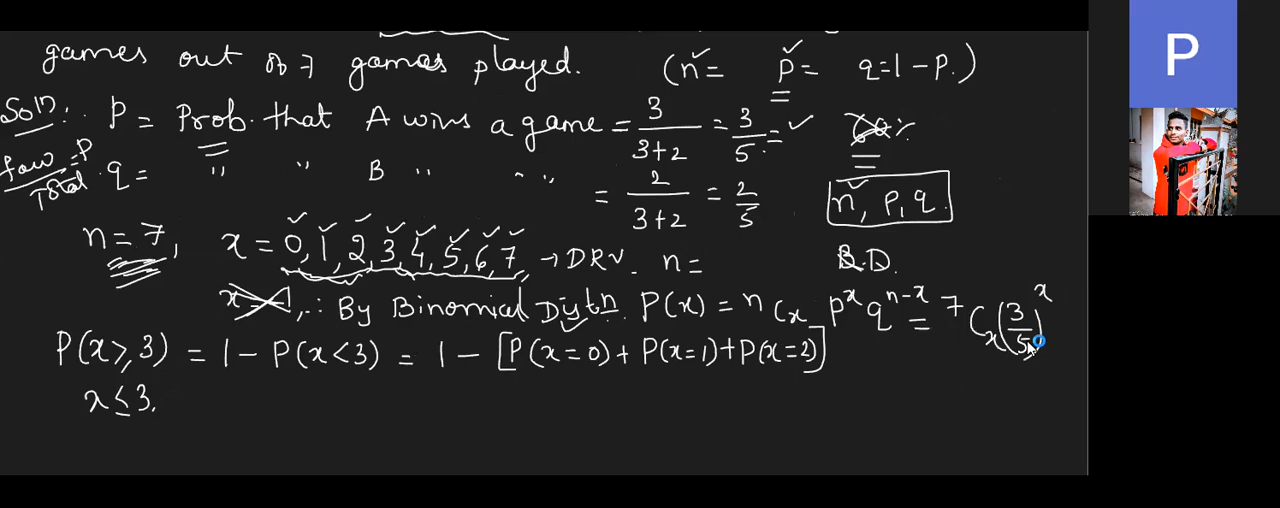 games out of 7 games played. (n= p= q=1-p.)
Soln: p = Prob. that A wins a game = 3/(3+2) = 3/5 =
fav/Total = p q = " " B " " " = 2/(3+2) = 2/5 n, p, q.
n = 7, x = 0, 1, 2, 3, 4, 5, 6, 7 → DRV. n= B.D.
∴ By Binomial Distn. P(x) = nCx p^x q^(n-x) = 7Cx (3/5)^x
P(x≥3) = 1 - P(x<3) = 1 - [P(x=0) + P(x=1) + P(x=2)]
x ≤ 3.
P